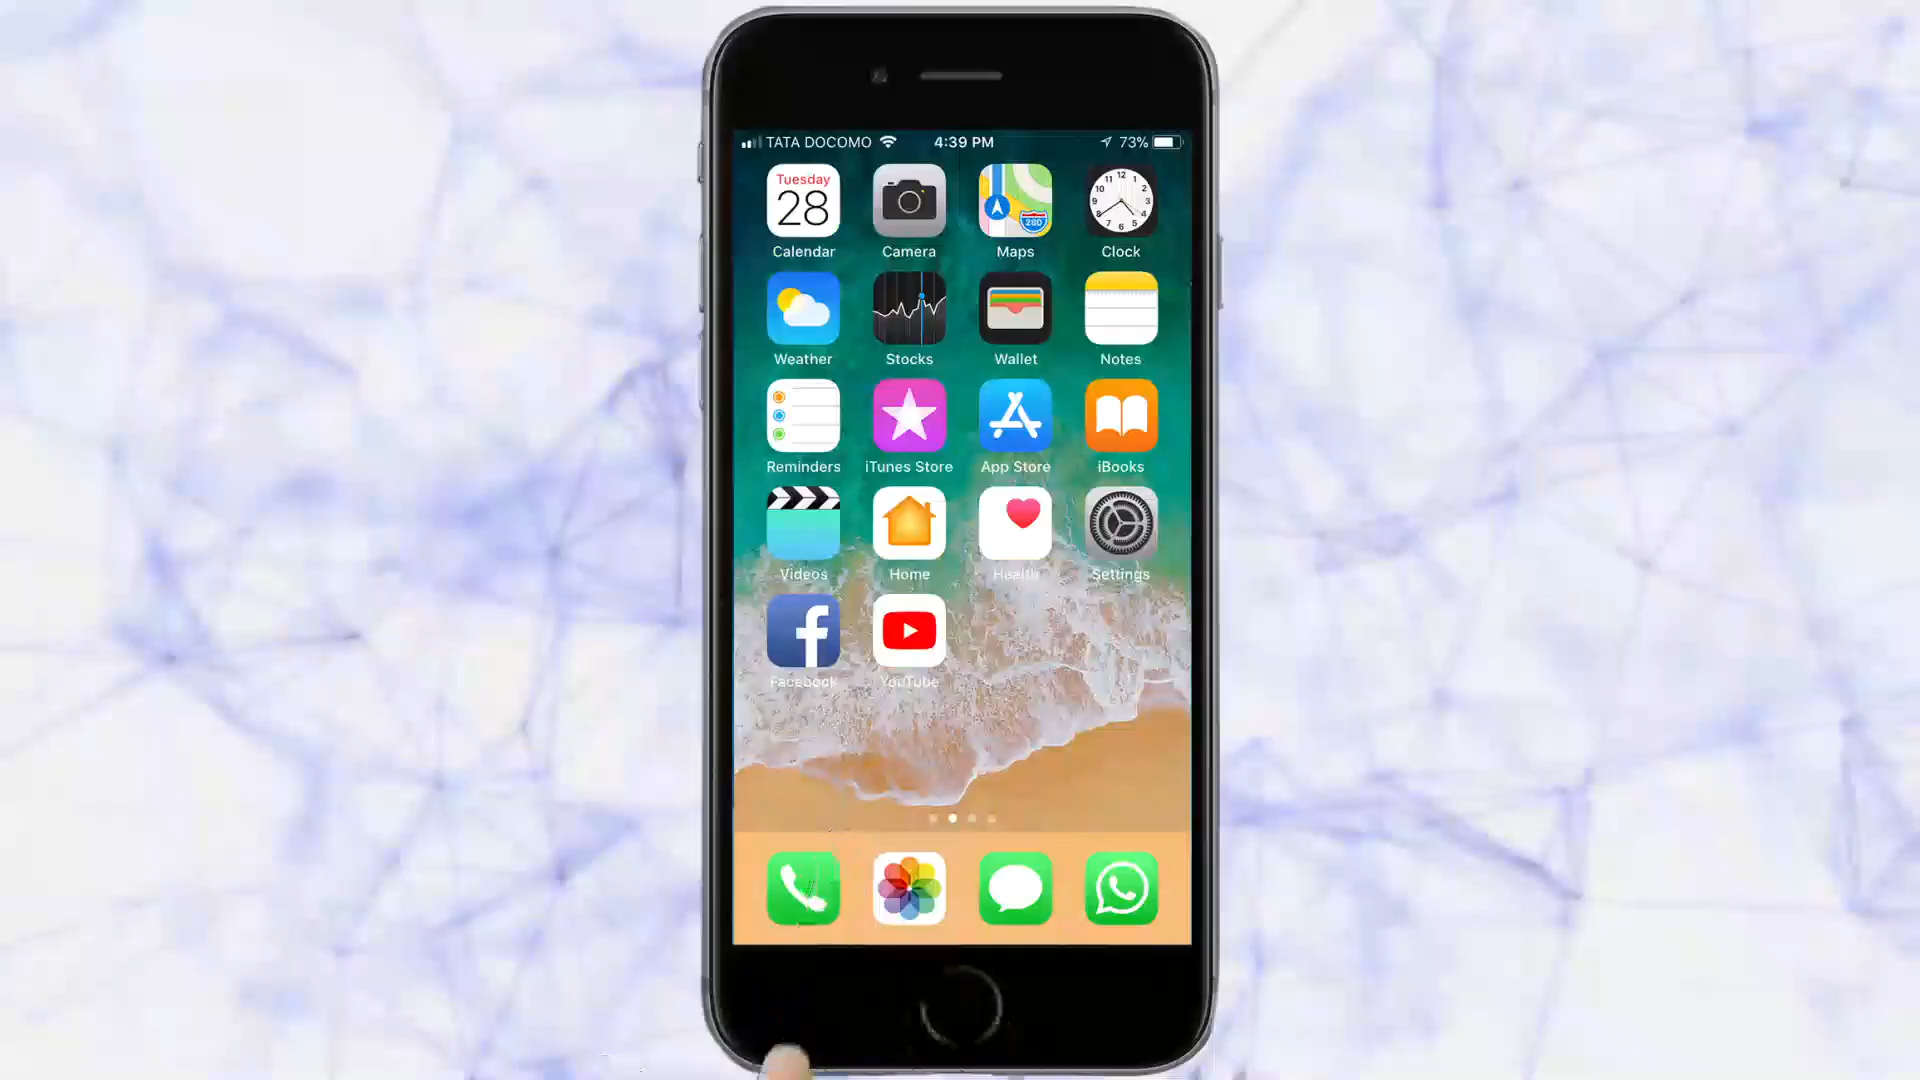 TATA DOCOMO 4:39 PM 73%
Tuesday
28
280
Calendar Camera Maps Clock
Weather Stocks Wallet Notes
Reminders iTunes Store App Store iBooks
Videos Home Health Settings
Facebook YouTube